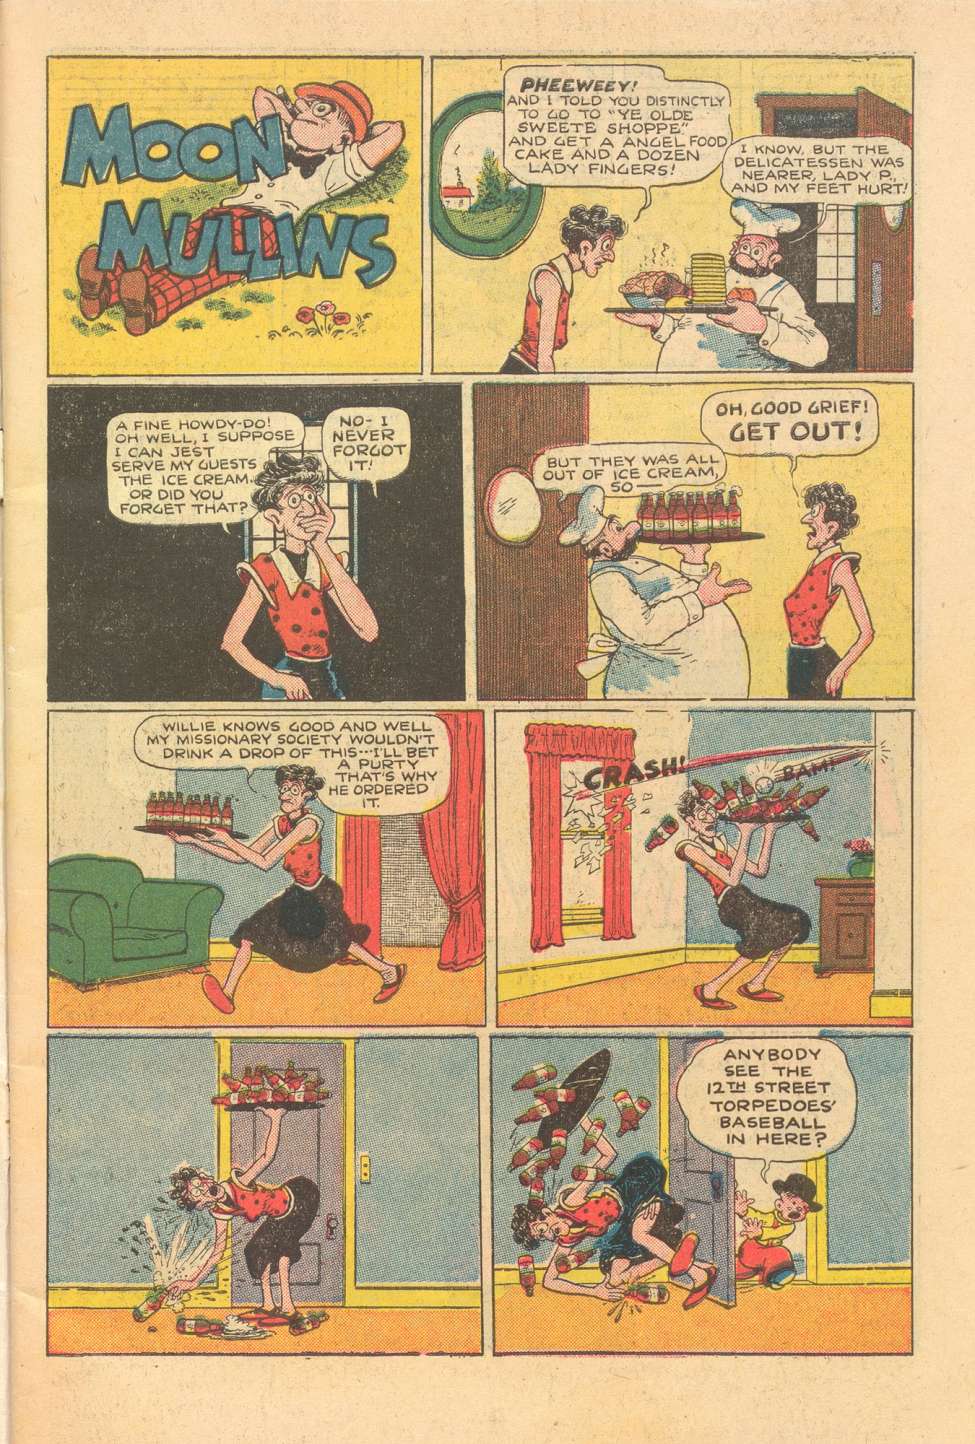 MOON
MULLINS
PHEEWEEY!
AND I TOLD YOU DISTINCTLY
TO GO TO "YE OLDE
SWEETE SHOPPE"
AND GET A ANGEL FOOD
CAKE AND A DOZEN
LADY FINGERS!
I KNOW, BUT THE
DELICATESSEN WAS
NEARER, LADY P.,
AND MY FEET HURT!
A FINE HOWDY-DO!
OH WELL, I SUPPOSE
I CAN JEST
SERVE MY GUESTS
THE ICE CREAM.
OR DID YOU
FORGET THAT?
NO- I
NEVER
FORGOT
IT!
BUT THEY WAS ALL
OUT OF ICE CREAM,
SO —
OH, GOOD GRIEF!
GET OUT!
WILLIE KNOWS GOOD AND WELL
MY MISSIONARY SOCIETY WOULDN'T
DRINK A DROP OF THIS---I'LL BET
A PURTY
THAT'S WHY
HE ORDERED
IT.
CRASH!
BAM!
ANYBODY
SEE THE
12TH STREET
TORPEDOES'
BASEBALL
IN HERE?